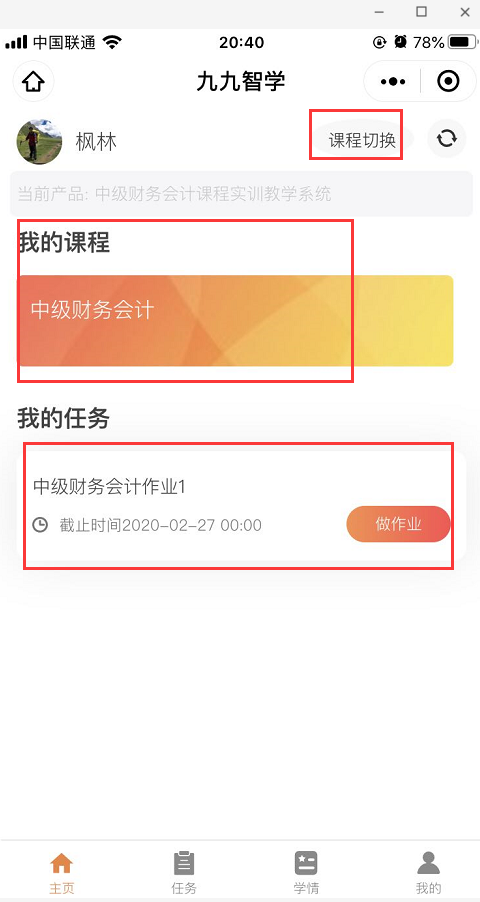 中国联通 20:40 78%
九九智学
枫林 课程切换
当前产品: 中级财务会计课程实训教学系统
我的课程
中级财务会计
我的任务
中级财务会计作业1
截止时间2020-02-27 00:00 做作业
主页 任务 学情 我的